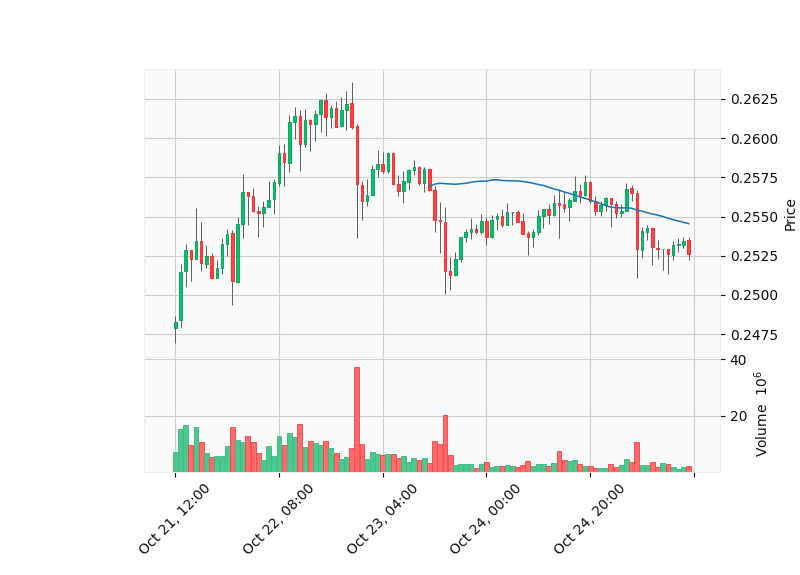 0.2625
0.2600
0.2575
0.2550
0.2525
0.2500
0.2475
Price
40
20
Volume 10⁶
Oct 21, 12:00
Oct 22, 08:00
Oct 23, 04:00
Oct 24, 00:00
Oct 24, 20:00